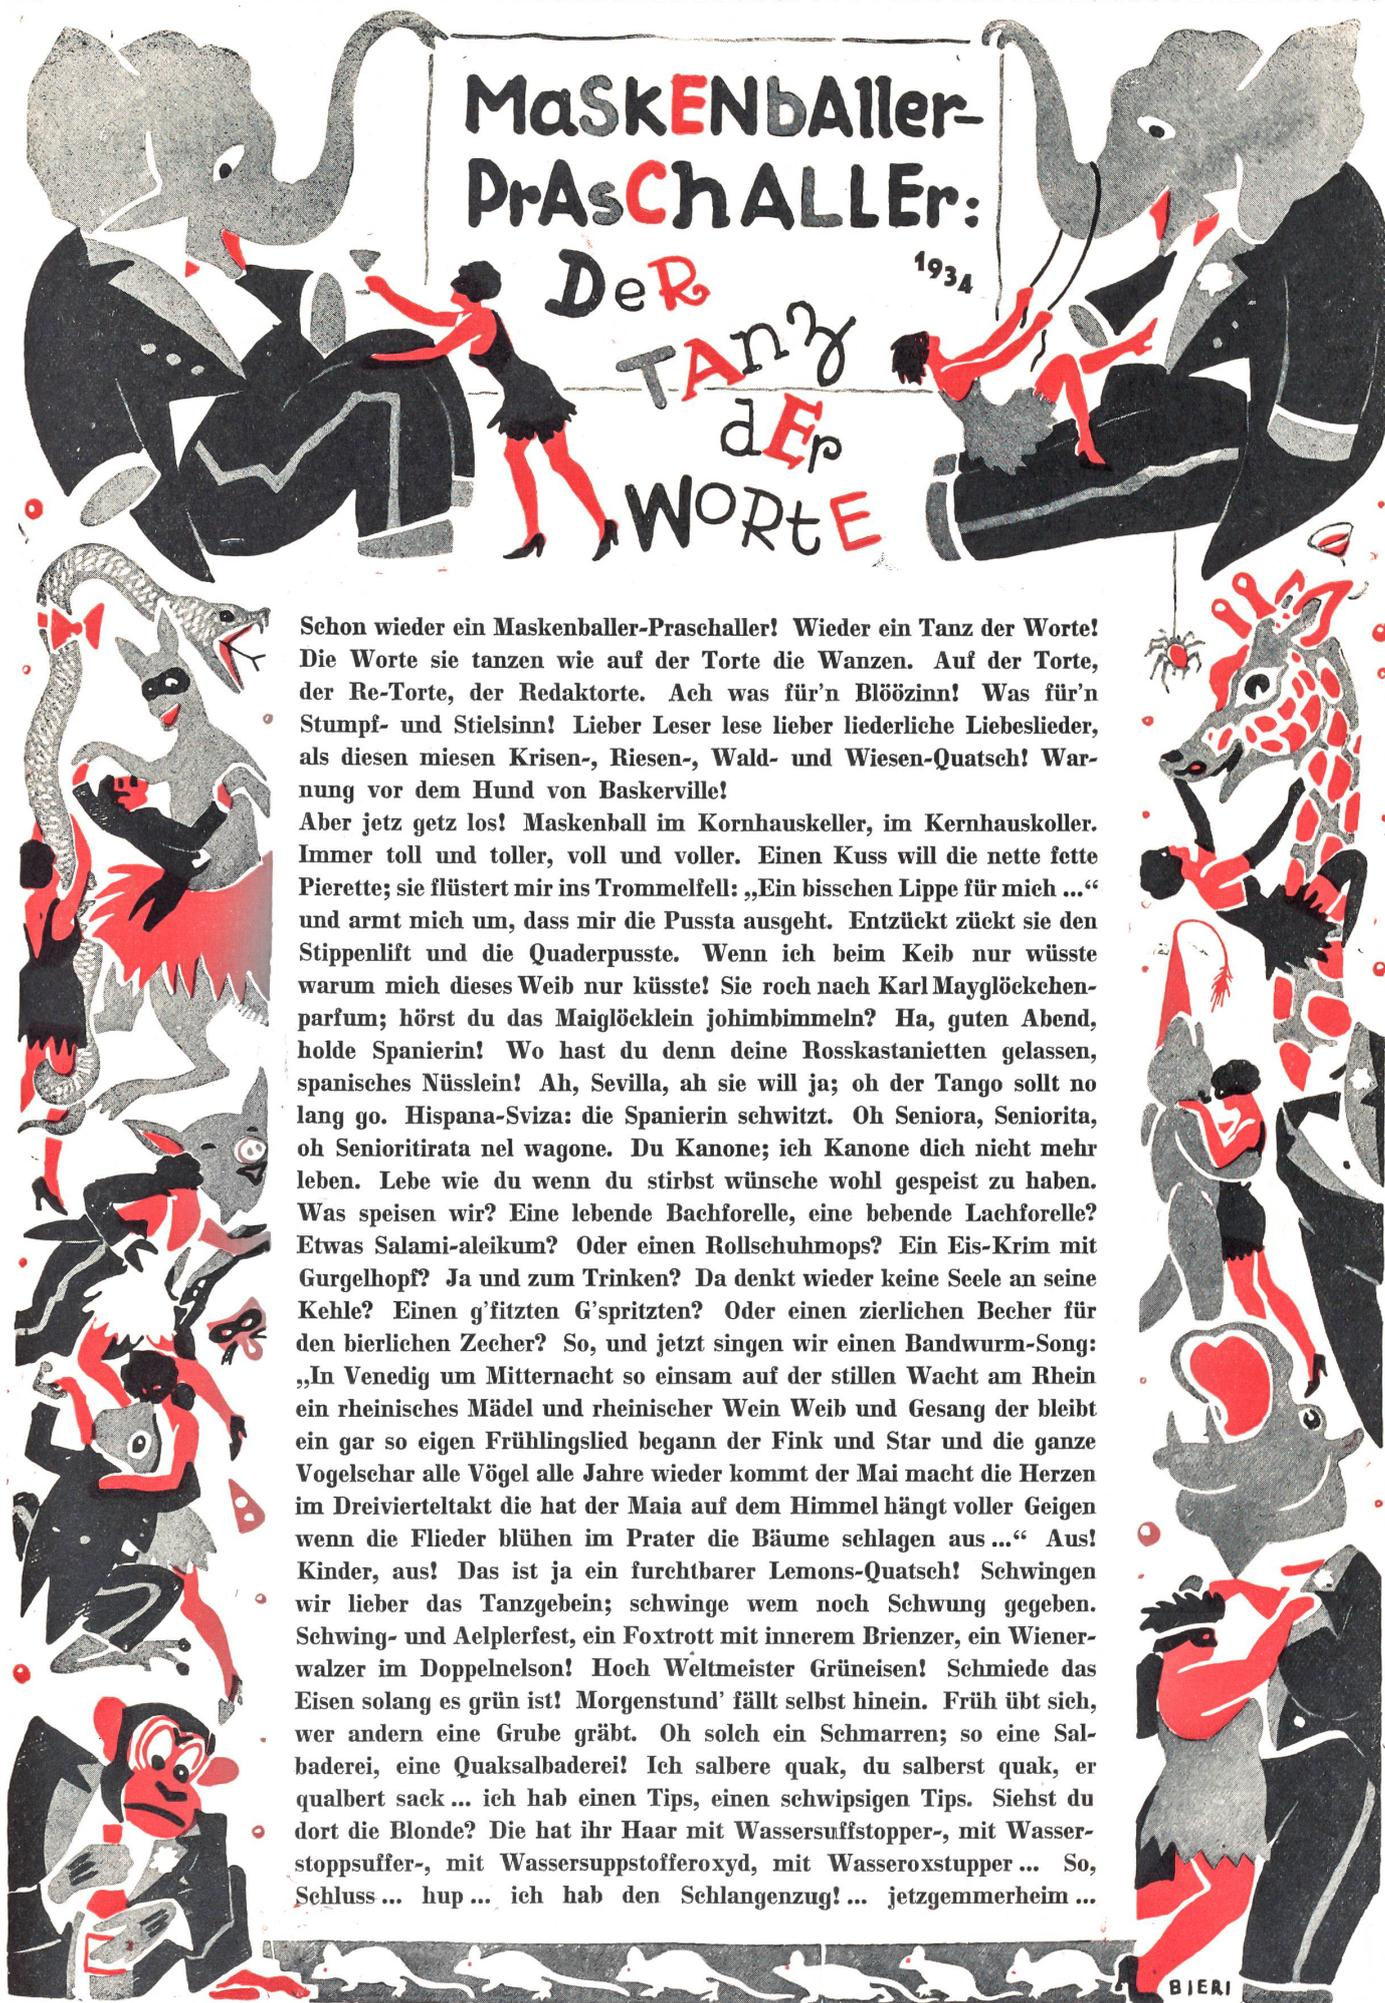 MaSkENbAller-
PrAsChALLEr:
DeR
1934
TAnz
dEr
WORtE
Schon wieder ein Maskenballer-Praschaller! Wieder ein Tanz der Worte!
Die Worte sie tanzen wie auf der Torte die Wanzen. Auf der Torte,
der Re-Torte, der Redaktorte. Ach was für'n Blöözinn! Was für'n
Stumpf- und Stielsinn! Lieber Leser lese lieber liederliche Liebeslieder,
als diesen miesen Krisen-, Riesen-, Wald- und Wiesen-Quatsch! War-
nung vor dem Hund von Baskerville!
Aber jetz getz los! Maskenball im Kornhauskeller, im Kernhauskoller.
Immer toll und toller, voll und voller. Einen Kuss will die nette fette
Pierette; sie flüstert mir ins Trommelfell: „Ein bisschen Lippe für mich ...“
und armt mich um, dass mir die Pussta ausgeht. Entzückt zückt sie den
Stippenlift und die Quaderpusste. Wenn ich beim Keib nur wüsste
warum mich dieses Weib nur küsste! Sie roch nach Karl Mayglöckchen-
parfum; hörst du das Maiglöcklein johimbimmeln? Ha, guten Abend,
holde Spanierin! Wo hast du denn deine Rosskastanietten gelassen,
spanisches Nüsslein! Ah, Sevilla, ah sie will ja; oh der Tango sollt no
lang go. Hispana-Sviza: die Spanierin schwitzt. Oh Seniora, Seniorita,
oh Senioritirata nel wagone. Du Kanone; ich Kanone dich nicht mehr
leben. Lebe wie du wenn du stirbst wünsche wohl gespeist zu haben.
Was speisen wir? Eine lebende Bachforelle, eine bebende Lachforelle?
Etwas Salami-aleikum? Oder einen Rollschuhmops? Ein Eis-Krim mit
Gurgelhopf? Ja und zum Trinken? Da denkt wieder keine Seele an seine
Kehle? Einen g'fitzten G'spritzten? Oder einen zierlichen Becher für
den bierlichen Zecher? So, und jetzt singen wir einen Bandwurm-Song:
„In Venedig um Mitternacht so einsam auf der stillen Wacht am Rhein
ein rheinisches Mädel und rheinischer Wein Weib und Gesang der bleibt
ein gar so eigen Frühlingslied begann der Fink und Star und die ganze
Vogelschar alle Vögel alle Jahre wieder kommt der Mai macht die Herzen
im Dreivierteltakt die hat der Maia auf dem Himmel hängt voller Geigen
wenn die Flieder blühen im Prater die Bäume schlagen aus ...“ Aus!
Kinder, aus! Das ist ja ein furchtbarer Lemons-Quatsch! Schwingen
wir lieber das Tanzgebein; schwinge wem noch Schwung gegeben.
Schwing- und Aelplerfest, ein Foxtrott mit innerem Brienzer, ein Wiener-
walzer im Doppelnelson! Hoch Weltmeister Grüneisen! Schmiede das
Eisen solang es grün ist! Morgenstund' fällt selbst hinein. Früh übt sich,
wer andern eine Grube gräbt. Oh solch ein Schmarren; so eine Sal-
baderei, eine Quaksalbaderei! Ich salbere quak, du salberst quak, er
qualbert sack ... ich hab einen Tips, einen schwipsigen Tips. Siehst du
dort die Blonde? Die hat ihr Haar mit Wassersuffstopper-, mit Wasser-
stoppsuffer-, mit Wassersuppstofferoxyd, mit Wasseroxstupper ... So,
Schluss ... hup ... ich hab den Schlangenzug! ... jetzgemmerheim ...
BIERI